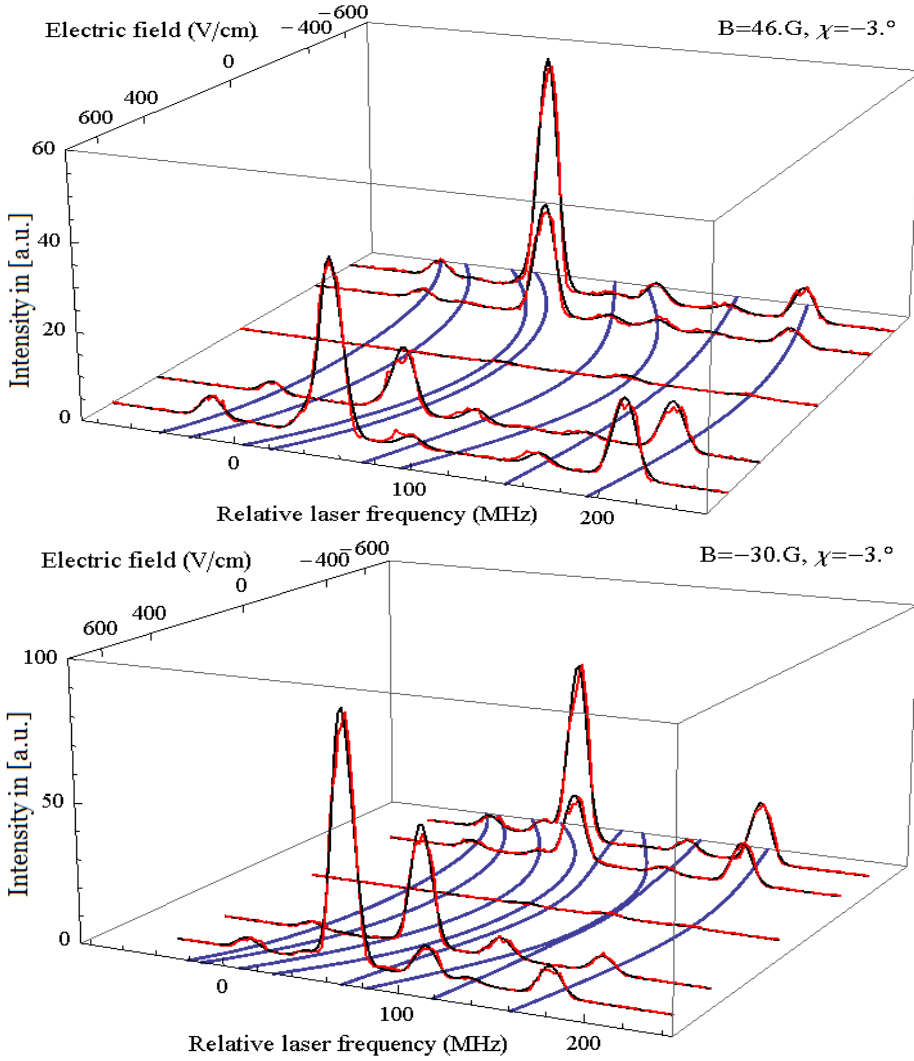 Electric field (V/cm)
−600
−400
0
400
600
B=46.G, χ=−3.°
60
40
20
0
Intensity in [a.u.]
0
100
200
Relative laser frequency (MHz)
Electric field (V/cm)
−600
−400
0
400
600
B=−30.G, χ=−3.°
100
50
0
Intensity in [a.u.]
0
100
200
Relative laser frequency (MHz)